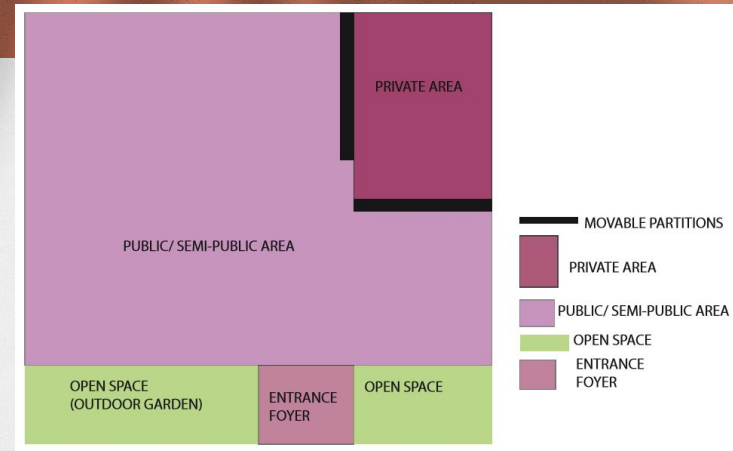 PRIVATE AREA
PUBLIC/ SEMI-PUBLIC AREA
OPEN SPACE
(OUTDOOR GARDEN)
ENTRANCE
FOYER
OPEN SPACE
MOVABLE PARTITIONS
PRIVATE AREA
PUBLIC/ SEMI-PUBLIC AREA
OPEN SPACE
ENTRANCE
FOYER